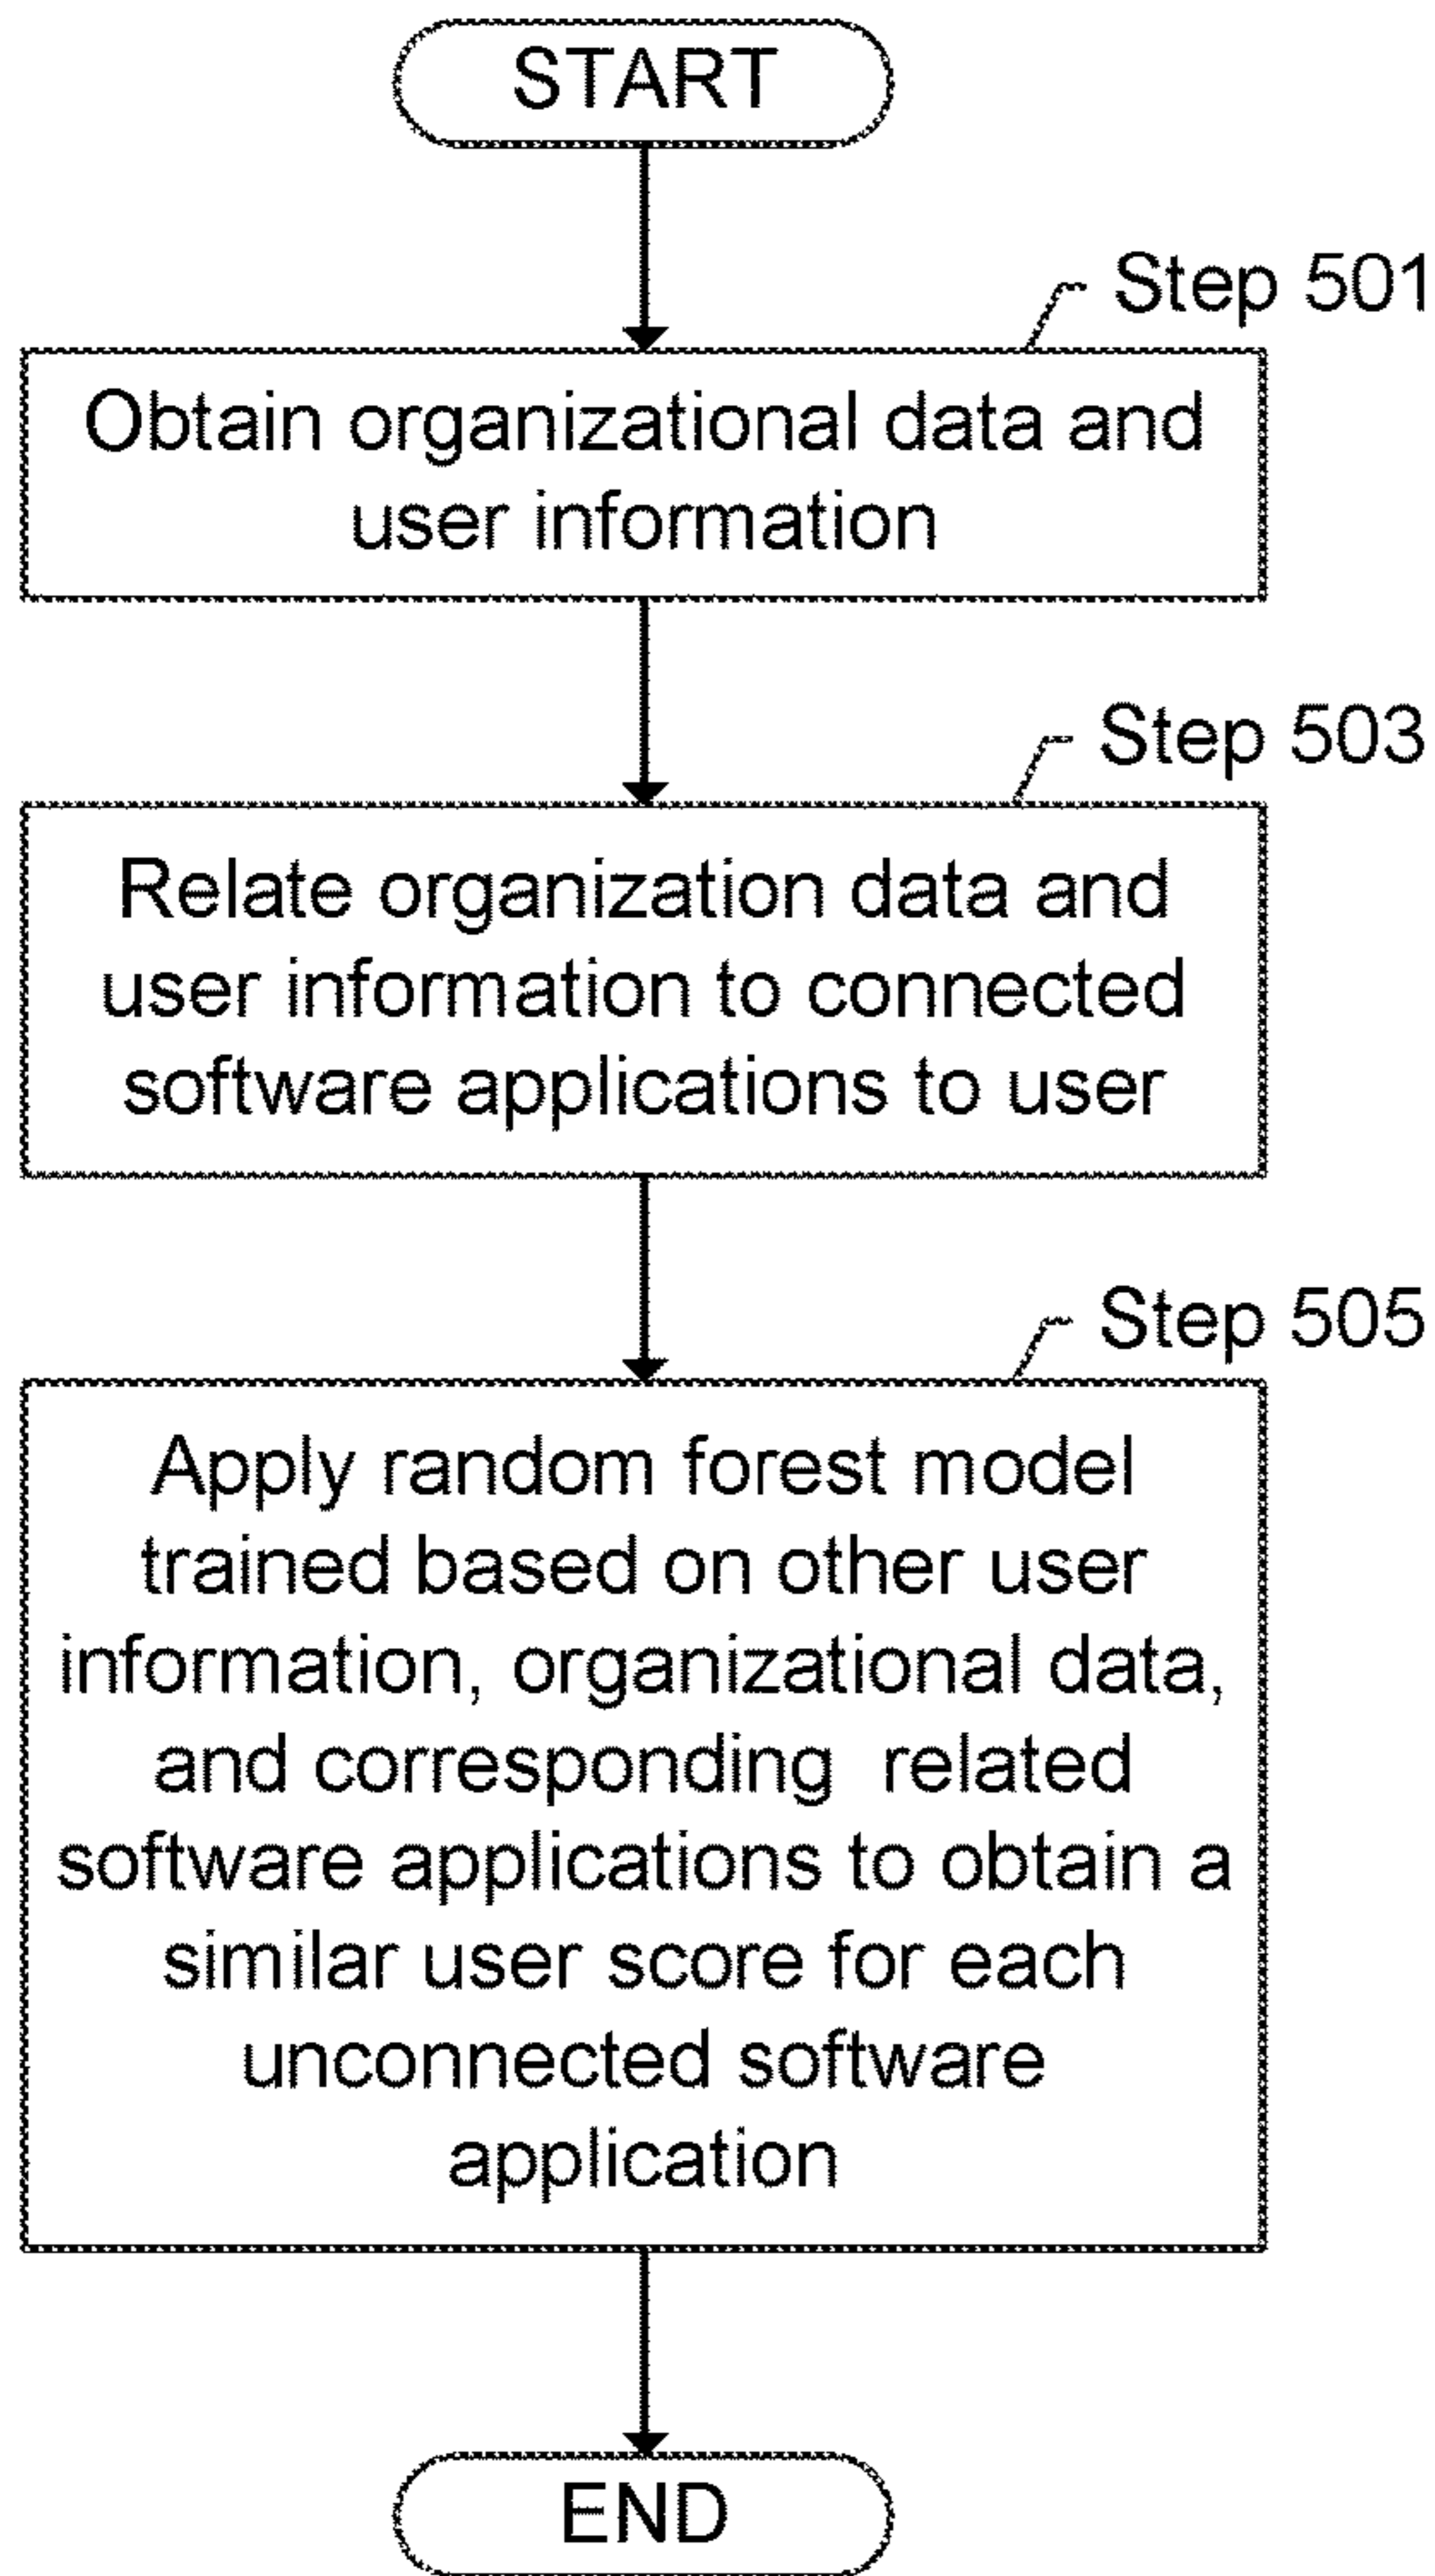 START
Step 501
Obtain organizational data and
user information
Step 503
Relate organization data and
user information to connected
software applications to user
Step 505
Apply random forest model
trained based on other user
information, organizational data,
and corresponding related
software applications to obtain a
similar user score for each
unconnected software
application
END